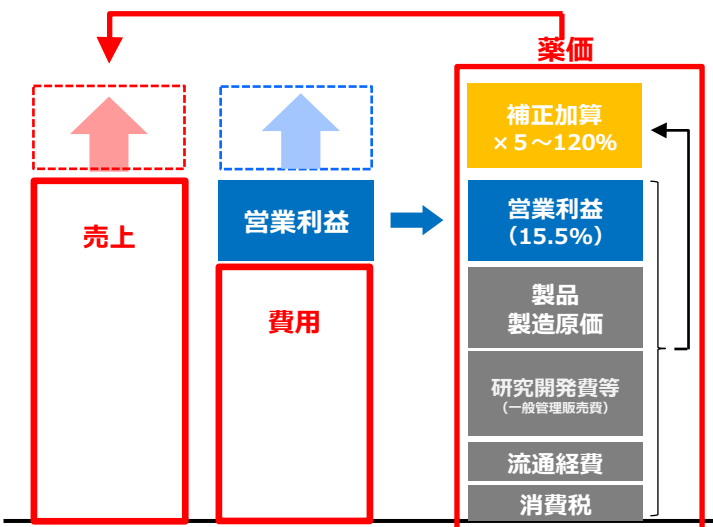 薬価
補正加算
×５～120%
売上
営業利益
営業利益
（15.5%）
費用
製品
製造原価
研究開発費等
（一般管理販売費）
流通経費
消費税